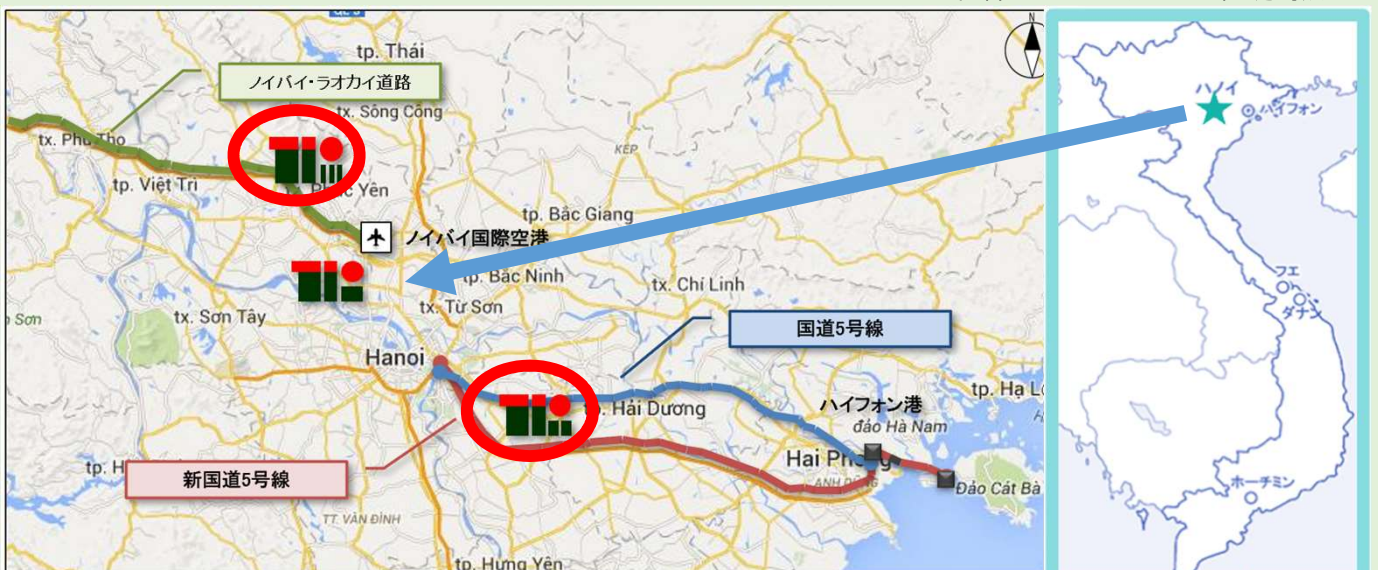 tp. Thái
ノイバイ・ラオカイ道路
tx. Sông Công
tx. Phú Thọ
KEP
tp. Việt Trì
Phúc Yên
tp. Bắc Giang
ノイバイ国際空港
tp. Bắc Ninh
tx. Chí Linh
tx. Sơn Tây
tx. Từ Sơn
国道5号線
Hanoi
tp. Hải Dương
ハイフォン港
đảo Hà Nam
tp. Hạ L
新国道5号線
Hai Phong
Đảo Cát Bà
TT. VÂN ĐÌNH
tp. Hưng Yên
N
ハノイ
ハイフォン
フエ
ダナン
ホーチミン